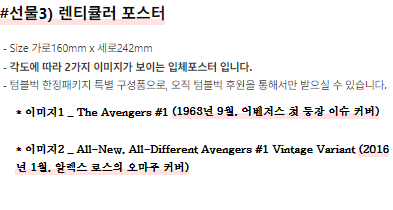 #선물3) 렌티큘러 포스터
- Size 가로160mm x 세로242mm
- 각도에 따라 2가지 이미지가 보이는 입체포스터 입니다.
- 텀블벅 한정패키지 특별 구성품으로, 오직 텀블벅 후원을 통해서만 받으실 수 있습니다.
* 이미지1 _ The Avengers #1 (1963년 9월. 어벤져스 첫 등장 이슈 커버)
* 이미지2 _ All-New, All-Different Avengers #1 Vintage Variant (2016
년 1월. 알렉스 로스의 오마주 커버)